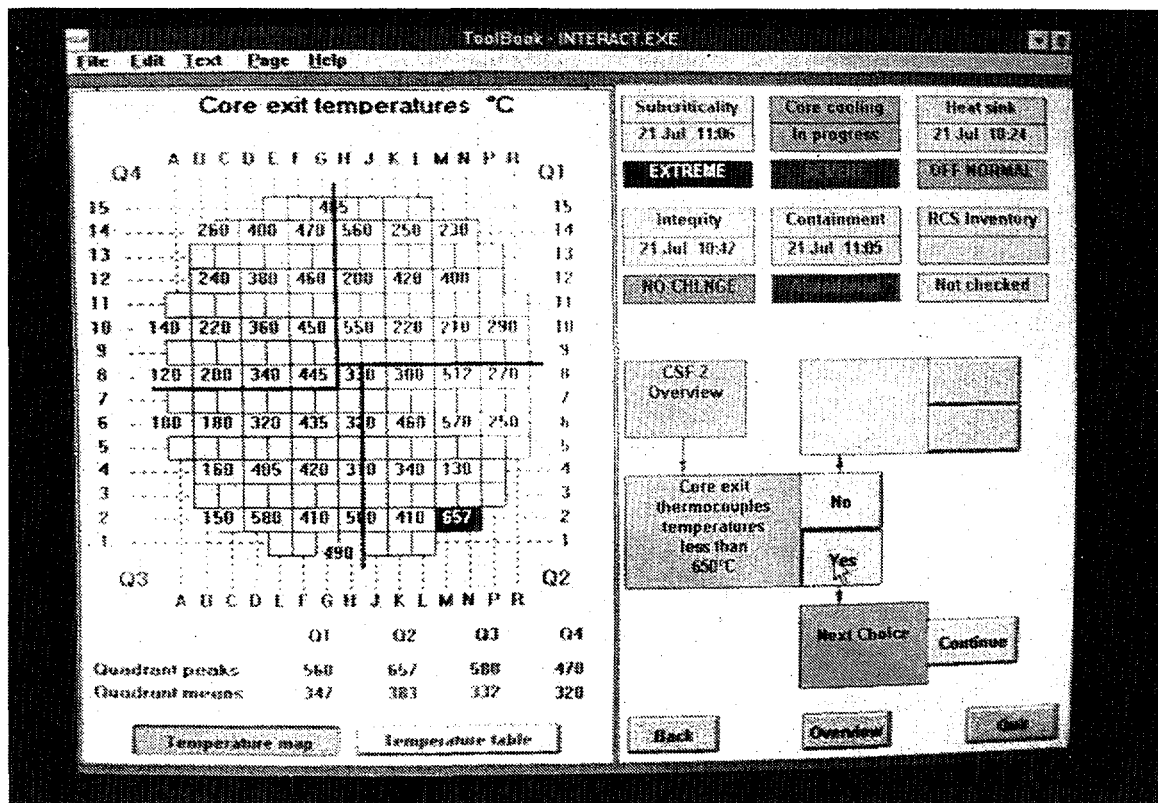 ToolBook - INTERACT.EXE
File Edit Text Page Help
Core exit temperatures °C
A B C D E F G H J K L M N P R
Q4 Q1
15 485 15
14 260 400 470 560 250 230 14
13 13
12 240 380 460 200 420 400 12
11 11
10 140 220 360 450 550 220 210 290 10
9 9
8 120 200 340 445 330 300 512 270 8
7 7
6 100 180 320 435 320 460 570 250 6
5 5
4 160 405 420 310 340 130 4
3 3
2 150 580 410 500 410 657 2
1 490 1
Q3 Q2
A B C D E F G H J K L M N P R
Q1 Q2 Q3 Q4
Quadrant peaks 560 657 580 470
Quadrant means 347 383 332 320
Temperature map
Temperature table
Subcriticality
21 Jul 11:06
EXTREME
Core cooling
In progress
Heat sink
21 Jul 10:24
OFF NORMAL
Integrity
21 Jul 10:42
NO CHLNGE
Containment
21 Jul 11:05
RCS Inventory
Not checked
CSF 2
Overview
Core exit
thermocouples
temperatures
less than
650°C
No
Yes
Next Choice
Continue
Back
Overview
Quit